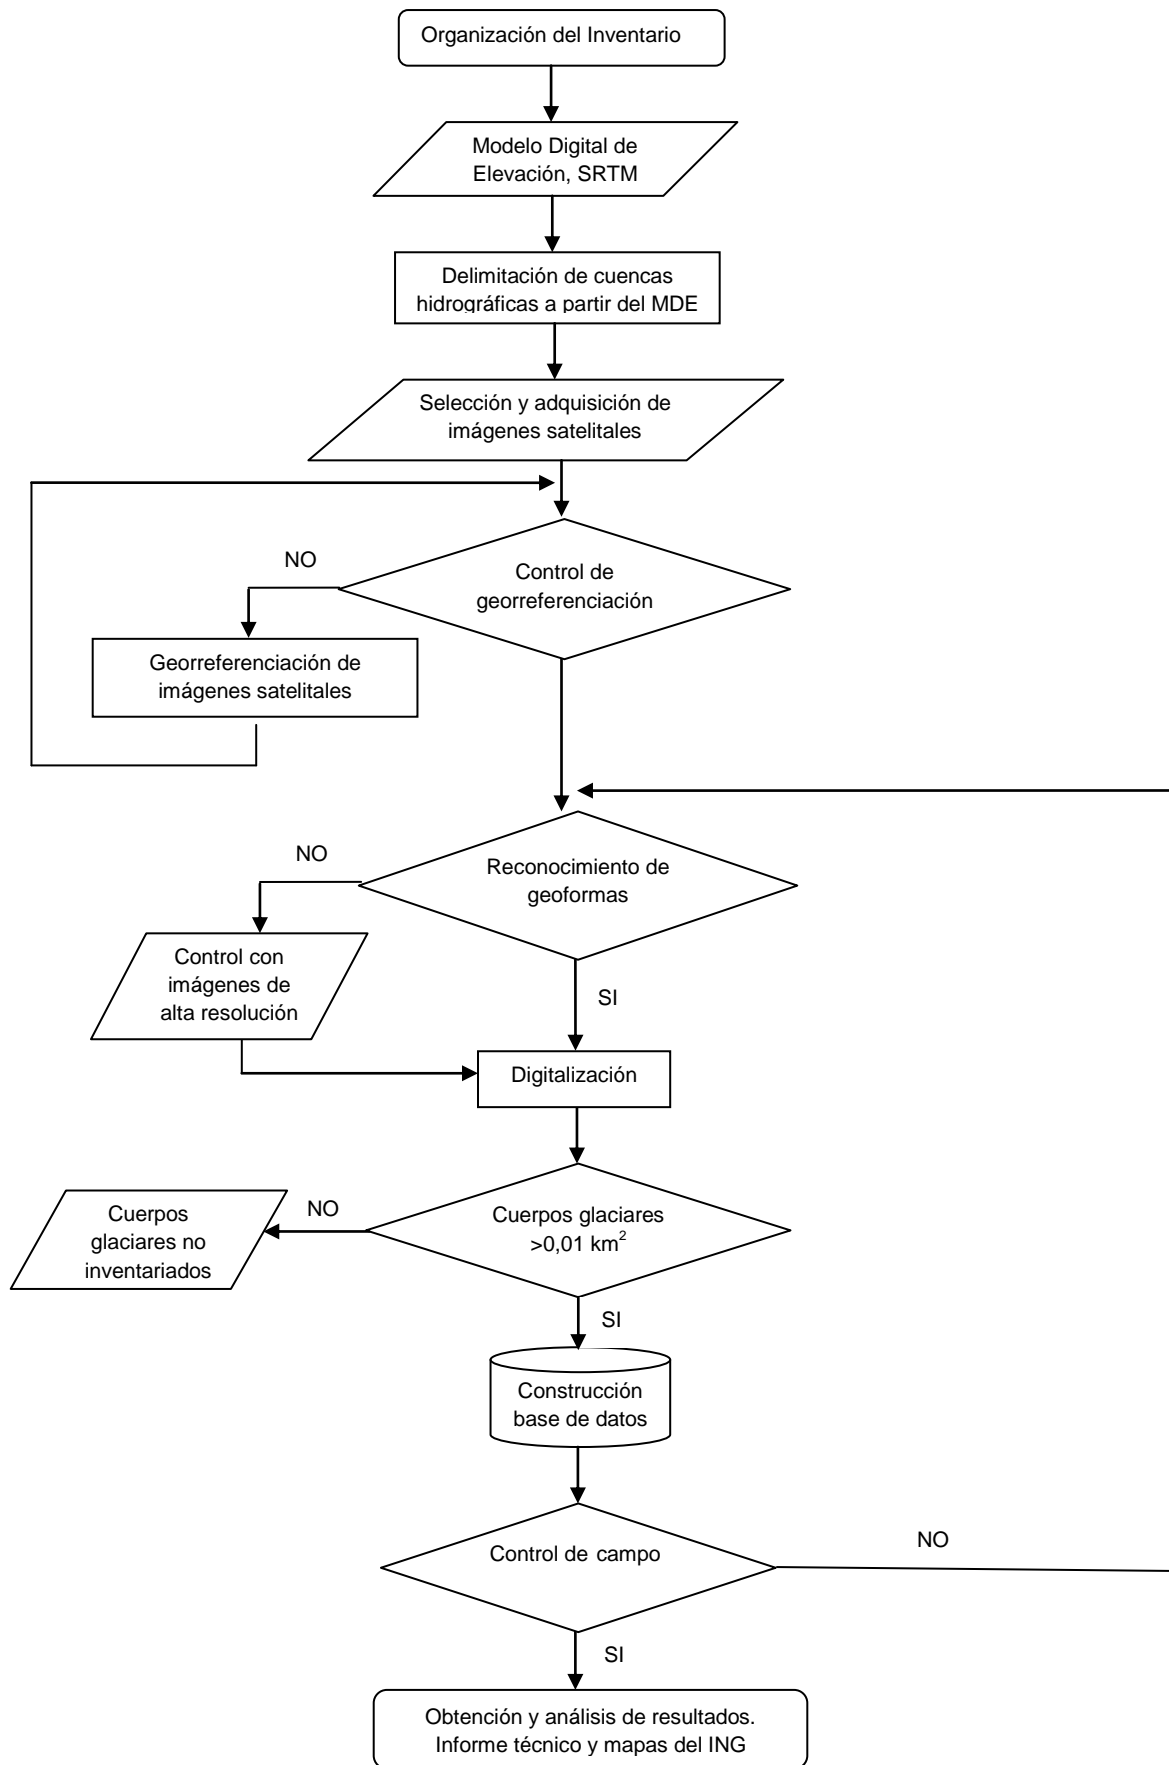 Organización del Inventario
Modelo Digital de
Elevación, SRTM
Delimitación de cuencas
hidrográficas a partir del MDE
Selección y adquisición de
imágenes satelitales
NO
Control de
georreferenciación
Georreferenciación de
imágenes satelitales
NO
Reconocimiento de
geoformas
Control con
imágenes de
alta resolución
SI
Digitalización
Cuerpos
glaciares no
inventariados
NO
Cuerpos glaciares
>0,01 km²
SI
Construcción
base de datos
Control de campo
NO
SI
Obtención y análisis de resultados.
Informe técnico y mapas del ING